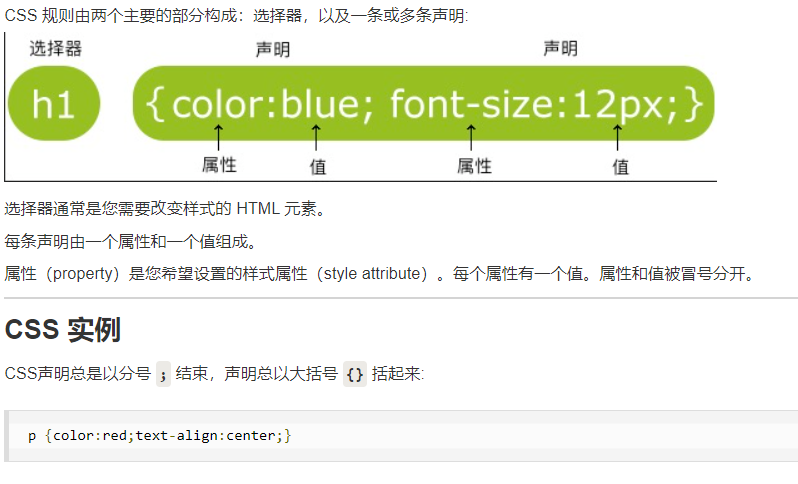 CSS 规则由两个主要的部分构成：选择器，以及一条或多条声明:
选择器 声明 声明
h1 {color:blue; font-size:12px;}
属性 值 属性 值
选择器通常是您需要改变样式的 HTML 元素。
每条声明由一个属性和一个值组成。
属性（property）是您希望设置的样式属性（style attribute）。每个属性有一个值。属性和值被冒号分开。
CSS 实例
CSS声明总是以分号 ; 结束，声明总以大括号 {} 括起来:
p {color:red;text-align:center;}